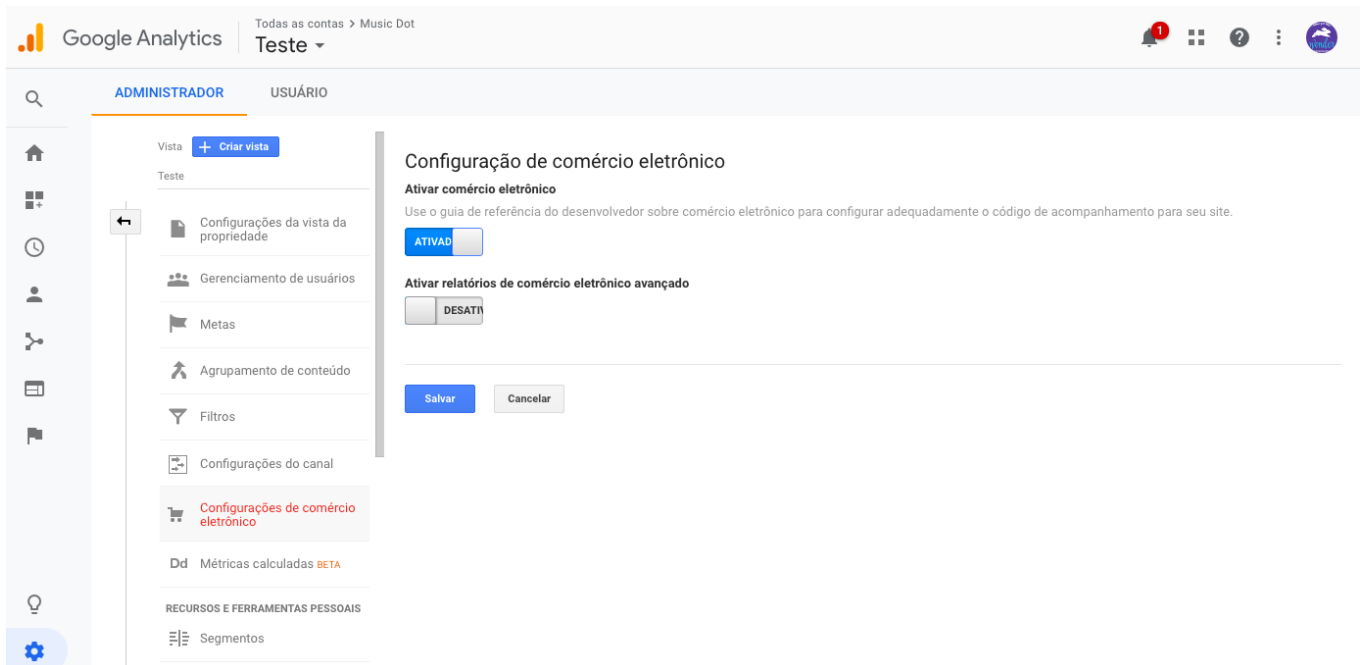 Google Analytics
Todas as contas > Music Dot
Teste
1
ADMINISTRADOR
USUÁRIO
Vista
+ Criar vista
Teste
Configurações da vista da
propriedade
Gerenciamento de usuários
Metas
Agrupamento de conteúdo
Filtros
Configurações do canal
Configurações de comércio
eletrônico
Dd Métricas calculadas BETA
RECURSOS E FERRAMENTAS PESSOAIS
Segmentos
Configuração de comércio eletrônico
Ativar comércio eletrônico
Use o guia de referência do desenvolvedor sobre comércio eletrônico para configurar adequadamente o código de acompanhamento para seu site.
ATIVAD
Ativar relatórios de comércio eletrônico avançado
DESATIV
Salvar
Cancelar